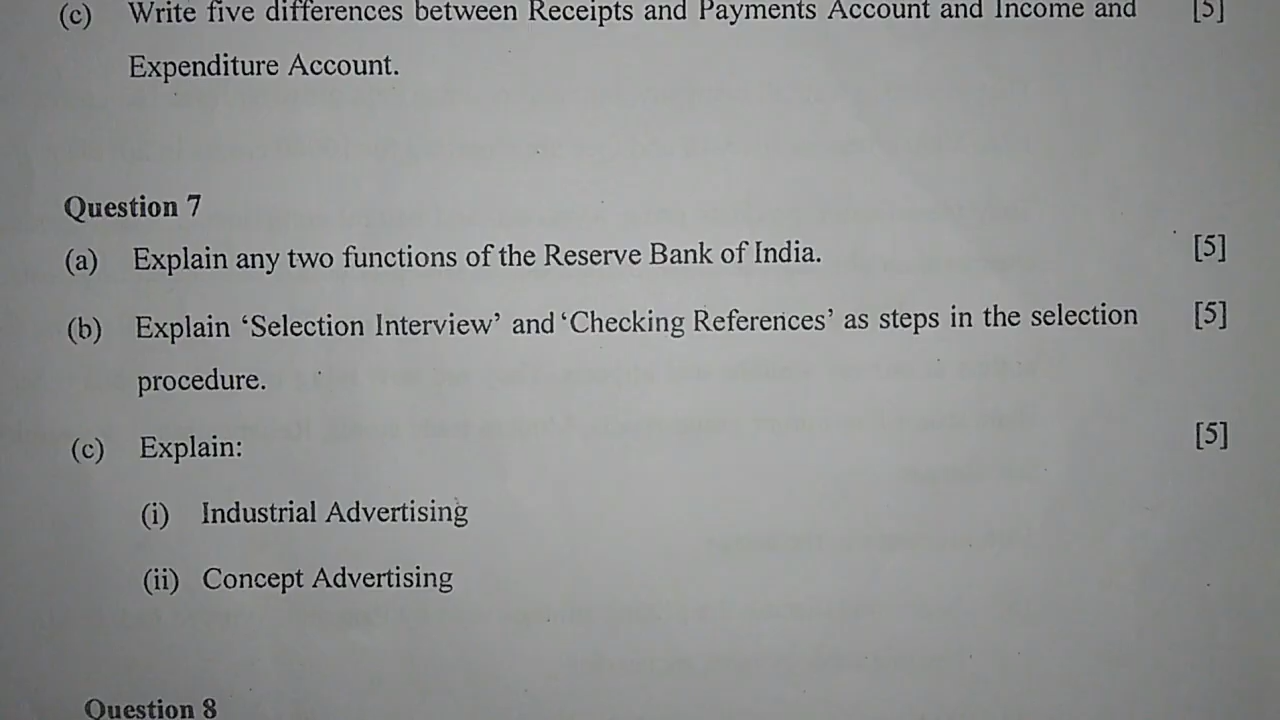 (c) Write five differences between Receipts and Payments Account and Income and [5]
Expenditure Account.
Question 7
(a) Explain any two functions of the Reserve Bank of India. [5]
(b) Explain ‘Selection Interview’ and ‘Checking References’ as steps in the selection [5]
procedure.
(c) Explain: [5]
(i) Industrial Advertising
(ii) Concept Advertising
Question 8